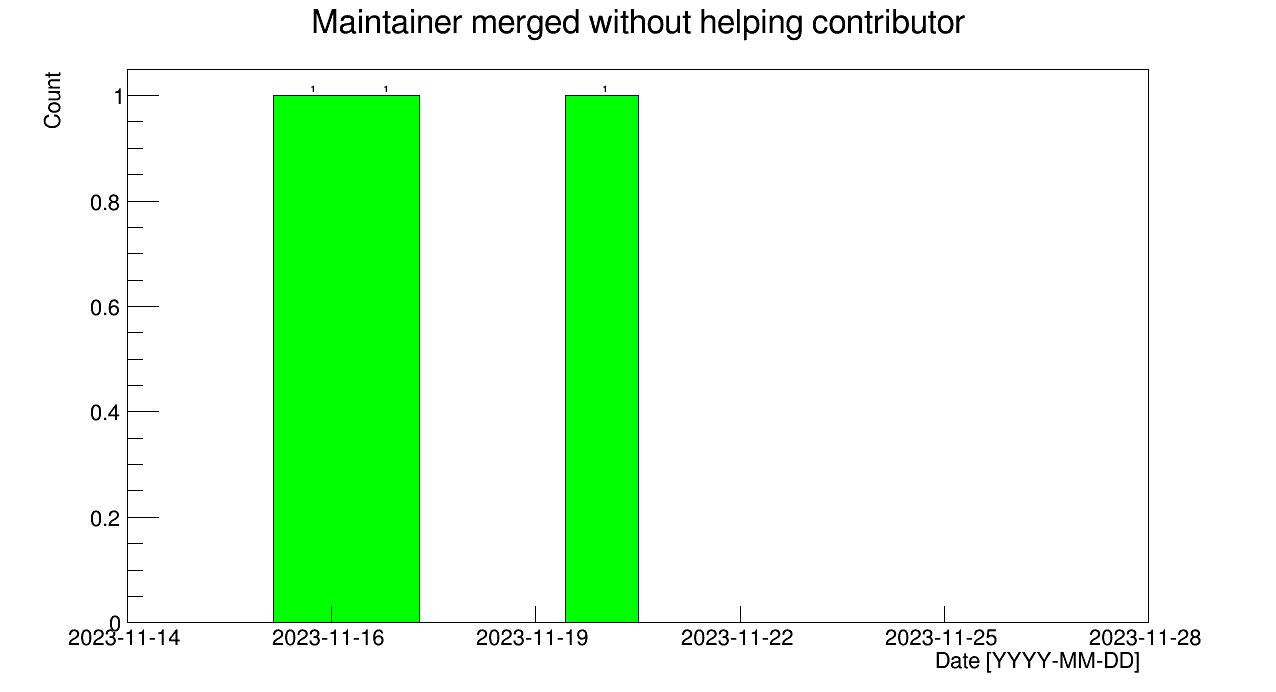 Maintainer merged without helping contributor
Count
1 1 1
1
0.8
0.6
0.4
0.2
0
2023-11-14 2023-11-16 2023-11-19 2023-11-22 2023-11-25 2023-11-28
Date [YYYY-MM-DD]